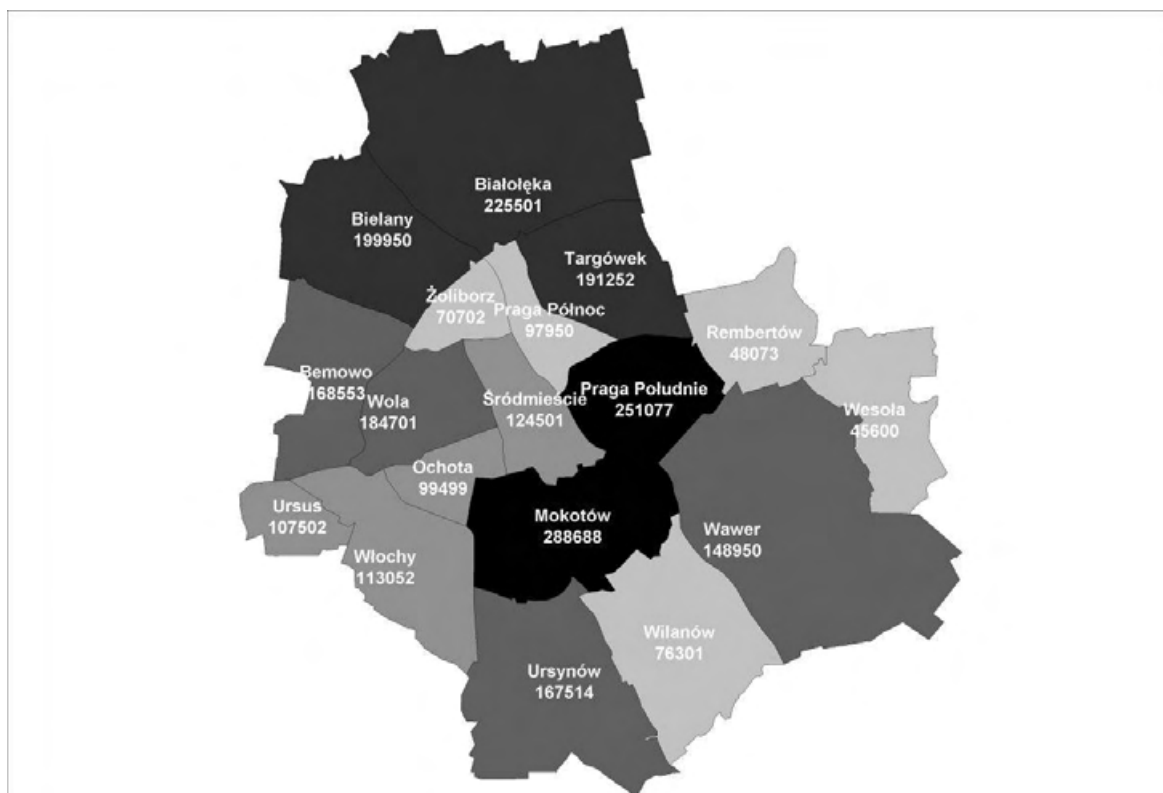 Białołęka
225501
Bielany
199950
Targówek
191252
Żoliborz
70702
Praga Północ
97950
Rembertów
48073
Bemowo
168553
Wola
184701
Śródmieście
124501
Praga Południe
251077
Wesoła
45600
Ochota
99499
Ursus
107502
Mokotów
288688
Wawer
148950
Włochy
113052
Wilanów
76301
Ursynów
167514